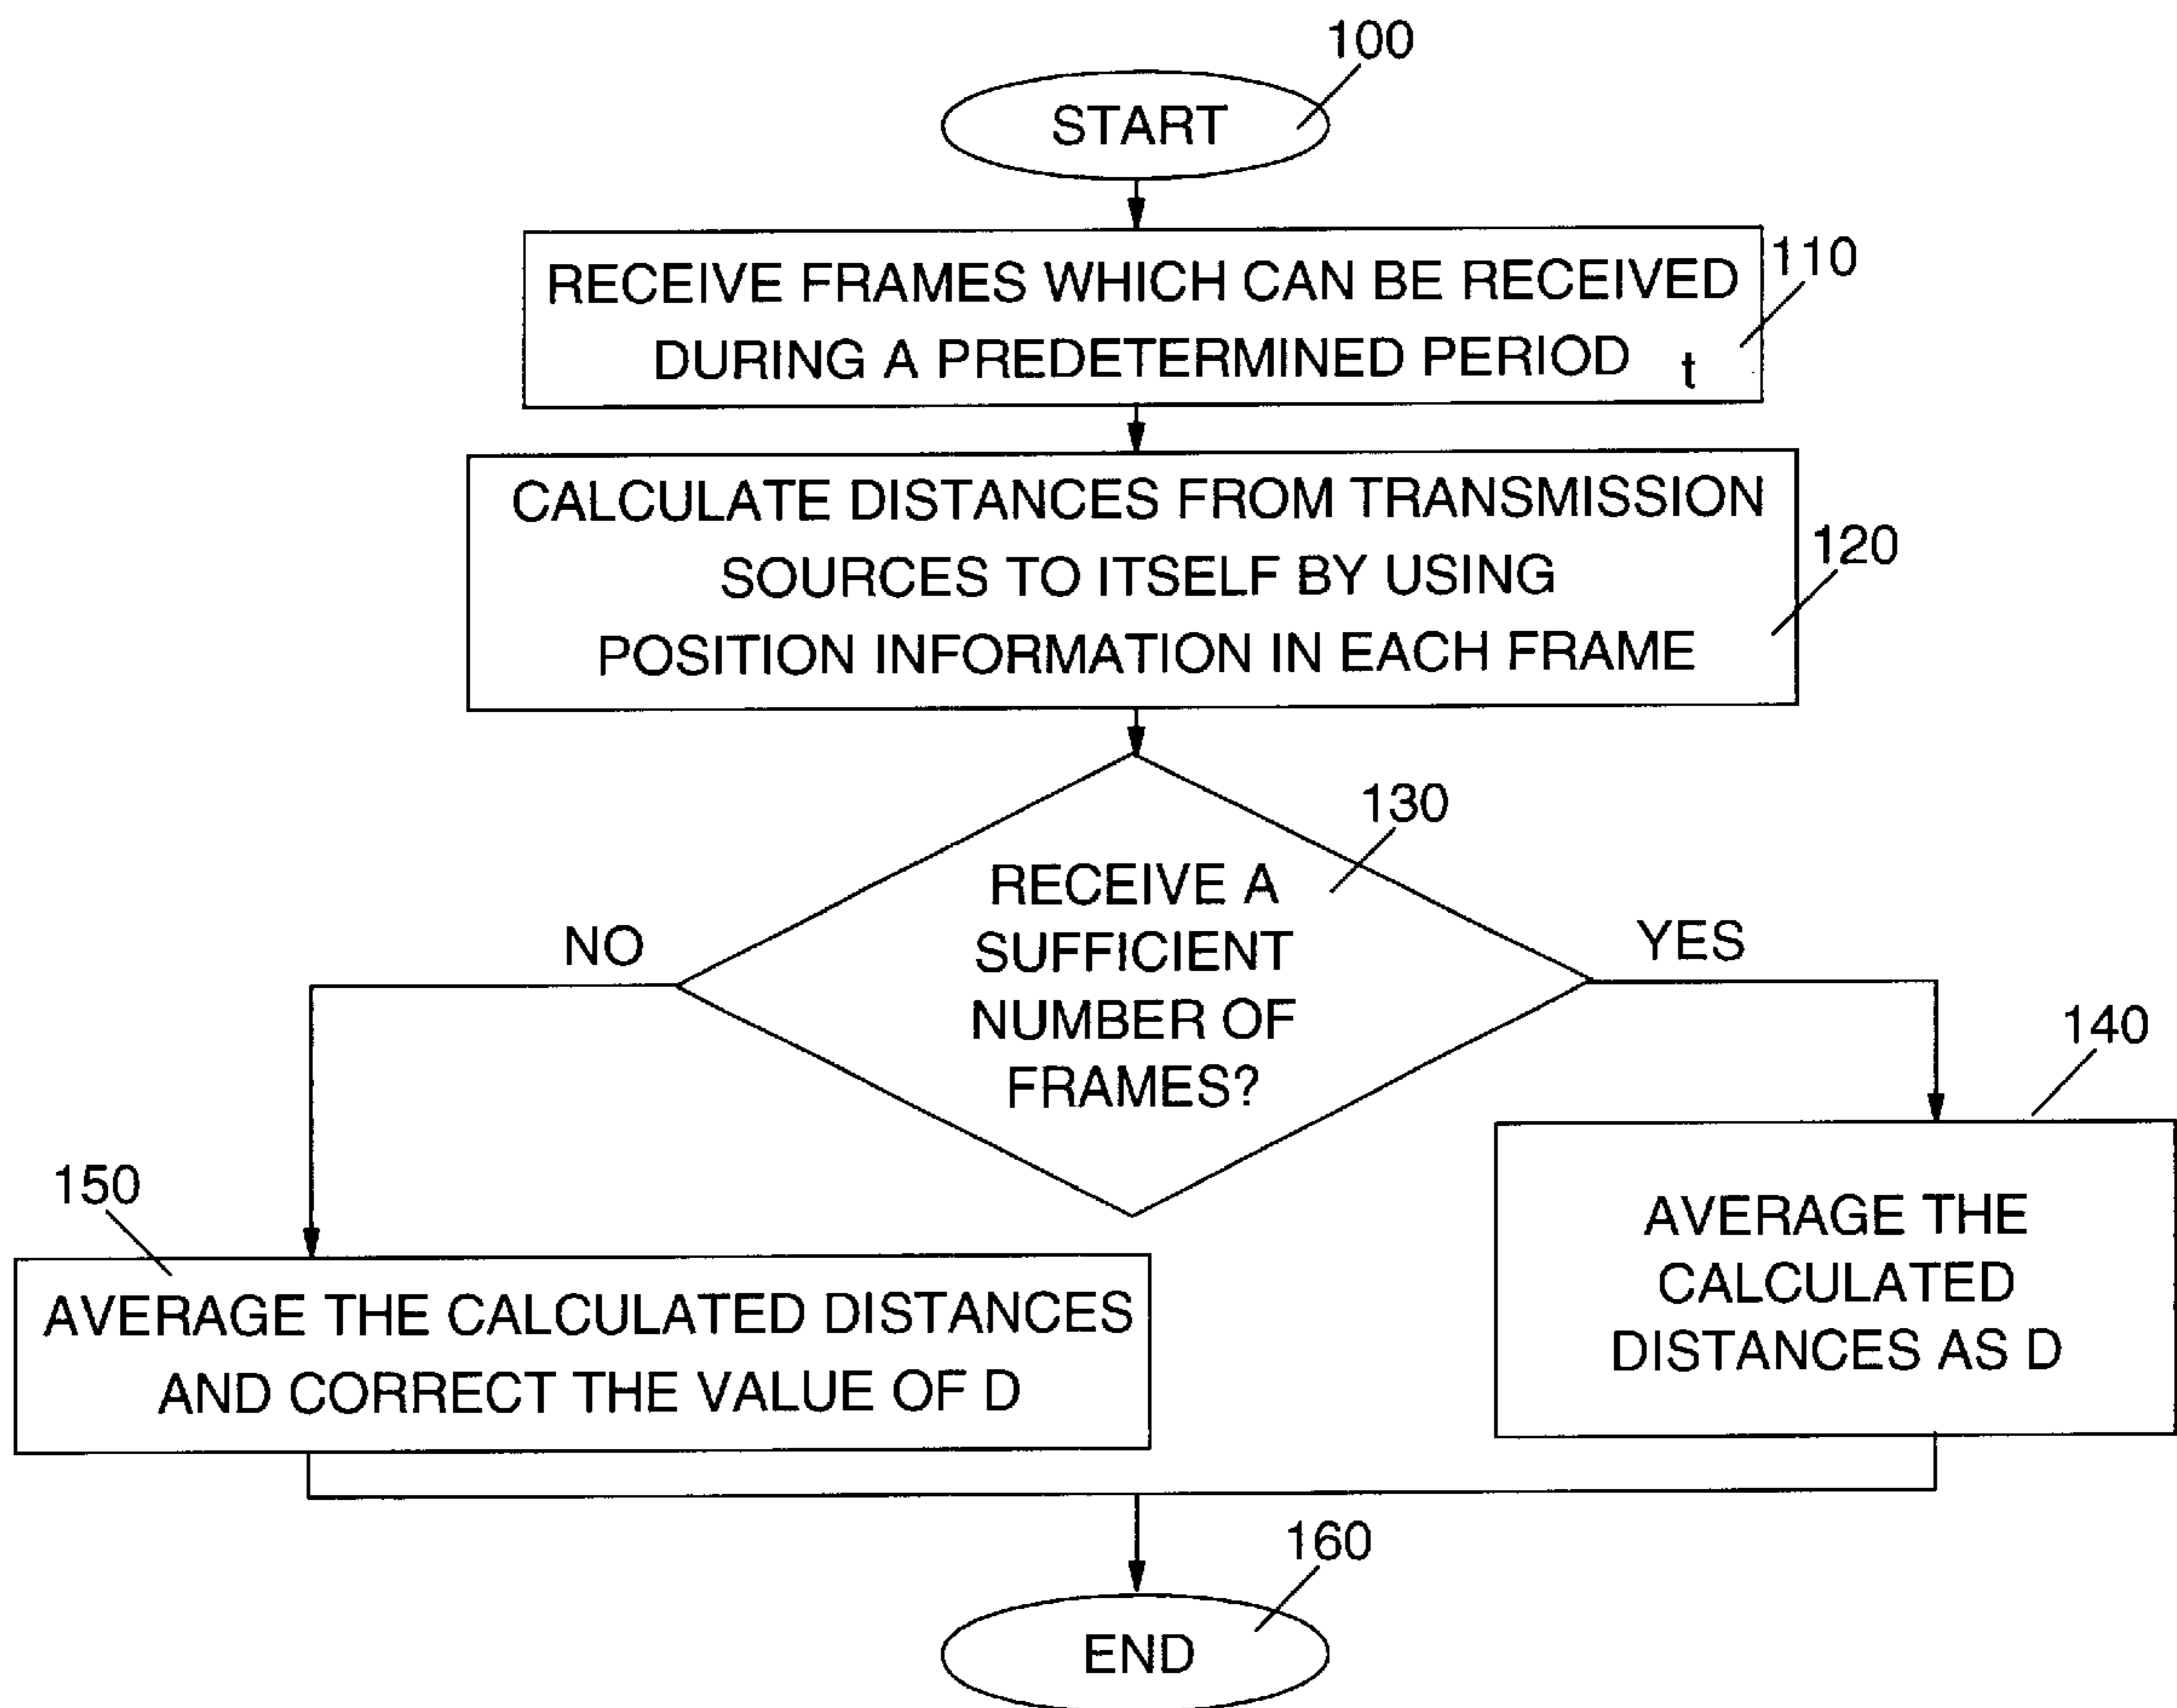 100
START
110
RECEIVE FRAMES WHICH CAN BE RECEIVED
DURING A PREDETERMINED PERIOD t
120
CALCULATE DISTANCES FROM TRANSMISSION
SOURCES TO ITSELF BY USING
POSITION INFORMATION IN EACH FRAME
130
RECEIVE A
SUFFICIENT
NUMBER OF
FRAMES?
NO
YES
140
AVERAGE THE
CALCULATED
DISTANCES AS D
150
AVERAGE THE CALCULATED DISTANCES
AND CORRECT THE VALUE OF D
160
END